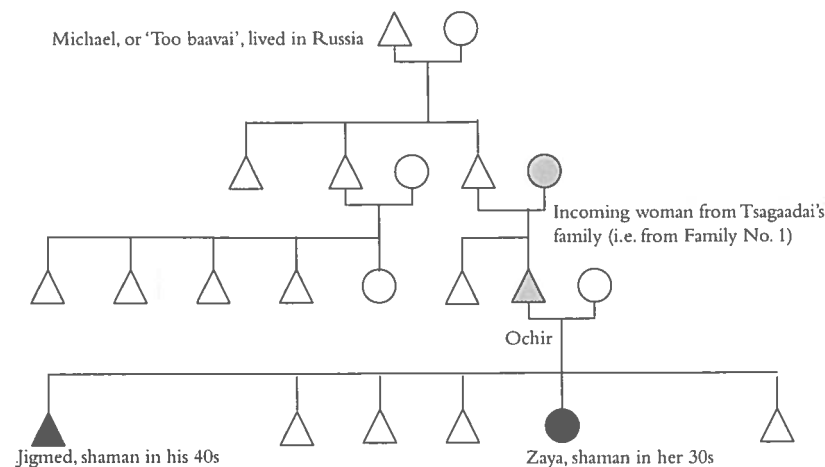 Michael, or ‘Too baavai’, lived in Russia
Incoming woman from Tsagaadai's
family (i.e. from Family No. 1)
Ochir
Jigmed, shaman in his 40s
Zaya, shaman in her 30s